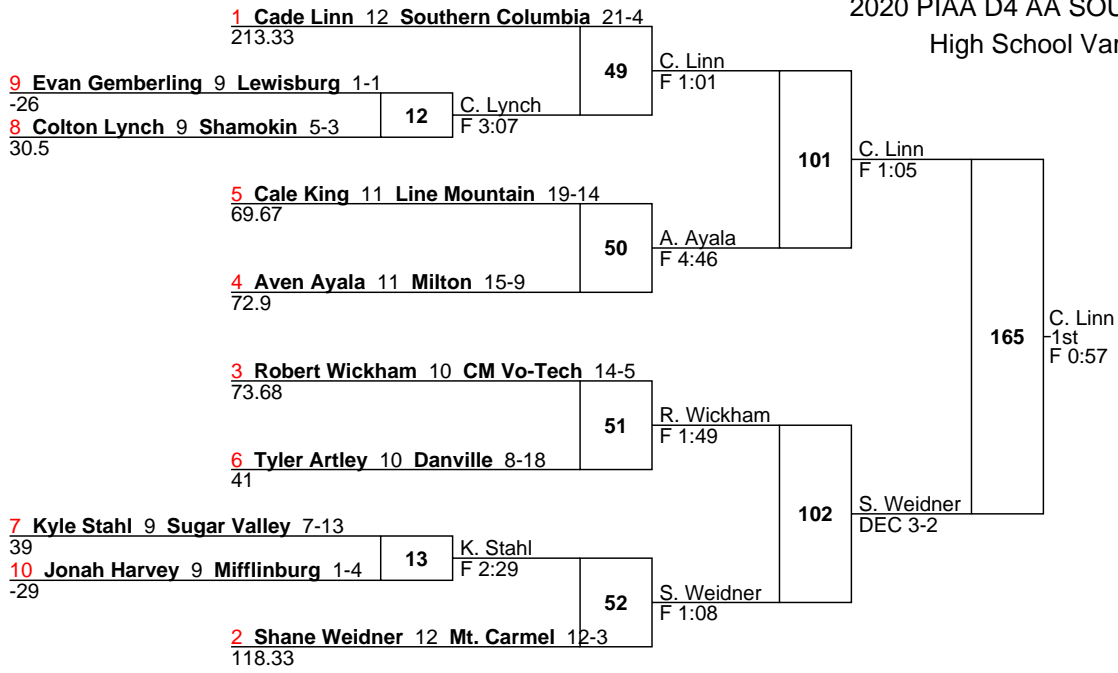 2020 PIAA D4 AA SOU
High School Var
1 Cade Linn 12 Southern Columbia 21-4
213.33
9 Evan Gemberling 9 Lewisburg 1-1
-26
8 Colton Lynch 9 Shamokin 5-3
30.5
12
C. Lynch
F 3:07
49
C. Linn
F 1:01
5 Cale King 11 Line Mountain 19-14
69.67
4 Aven Ayala 11 Milton 15-9
72.9
50
A. Ayala
F 4:46
101
C. Linn
F 1:05
3 Robert Wickham 10 CM Vo-Tech 14-5
73.68
6 Tyler Artley 10 Danville 8-18
41
51
R. Wickham
F 1:49
7 Kyle Stahl 9 Sugar Valley 7-13
39
10 Jonah Harvey 9 Mifflinburg 1-4
-29
13
K. Stahl
F 2:29
2 Shane Weidner 12 Mt. Carmel 12-3
118.33
52
S. Weidner
F 1:08
102
S. Weidner
DEC 3-2
165
C. Linn
1st
F 0:57